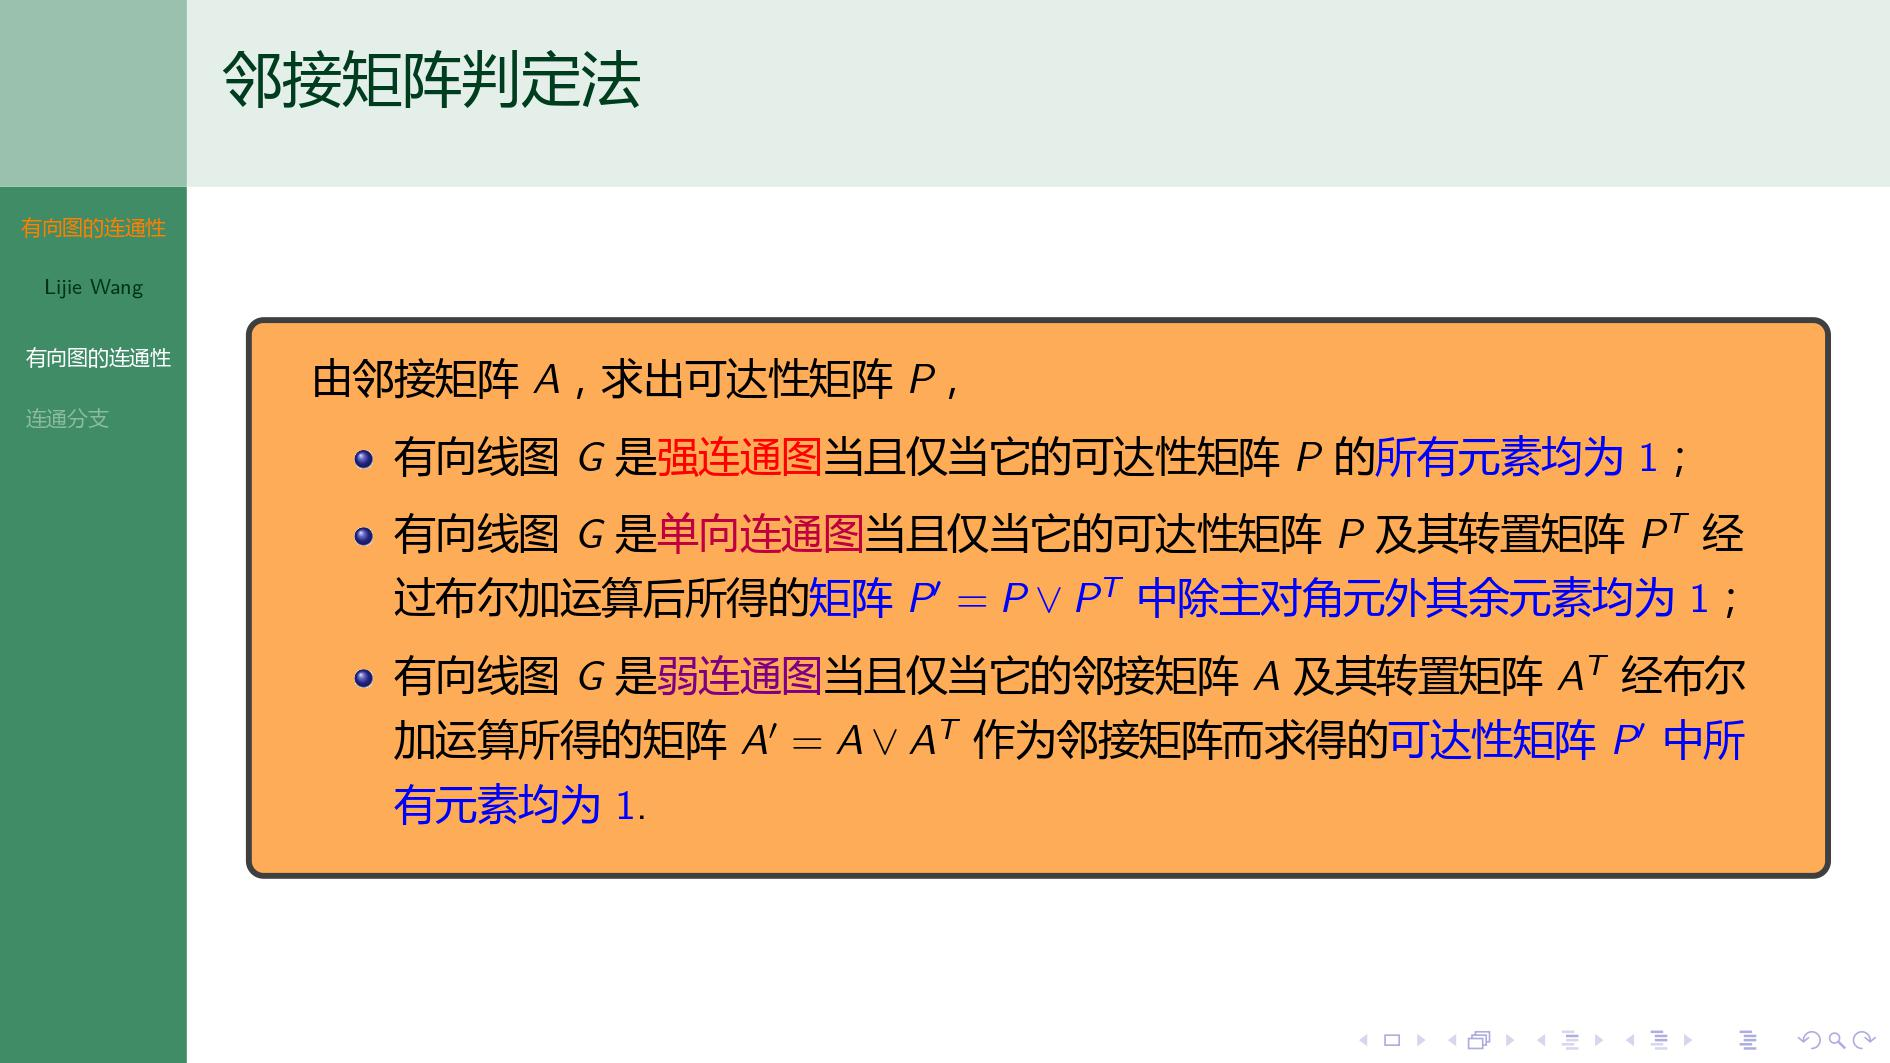 邻接矩阵判定法
有向图的连通性
Lijie Wang
有向图的连通性
连通分支
由邻接矩阵 A , 求出可达性矩阵 P ,
有向线图 G 是强连通图当且仅当它的可达性矩阵 P 的所有元素均为 1 ;
有向线图 G 是单向连通图当且仅当它的可达性矩阵 P 及其转置矩阵 Pᵀ 经
过布尔加运算后所得的矩阵 P′ = P ∨ Pᵀ 中除主对角元外其余元素均为 1 ;
有向线图 G 是弱连通图当且仅当它的邻接矩阵 A 及其转置矩阵 Aᵀ 经布尔
加运算所得的矩阵 A′ = A ∨ Aᵀ 作为邻接矩阵而求得的可达性矩阵 P′ 中所
有元素均为 1.